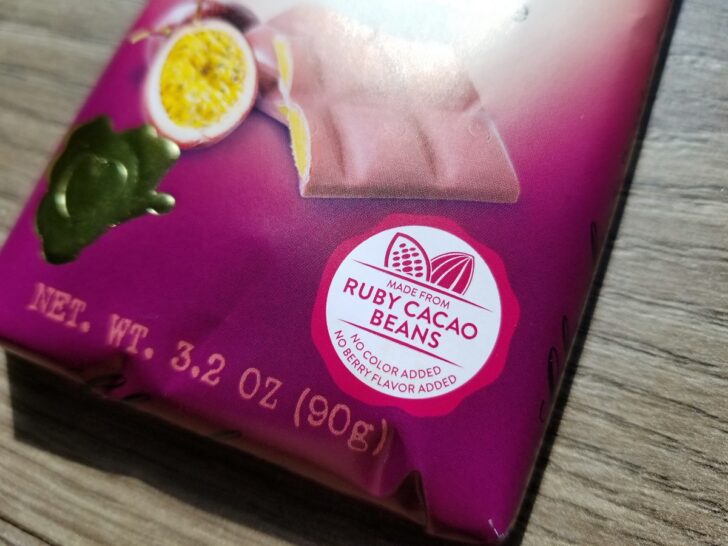 MADE FROM
RUBY CACAO
BEANS
NO COLOR ADDED
NO BERRY FLAVOR ADDED
NET. WT. 3.2 OZ (90g)